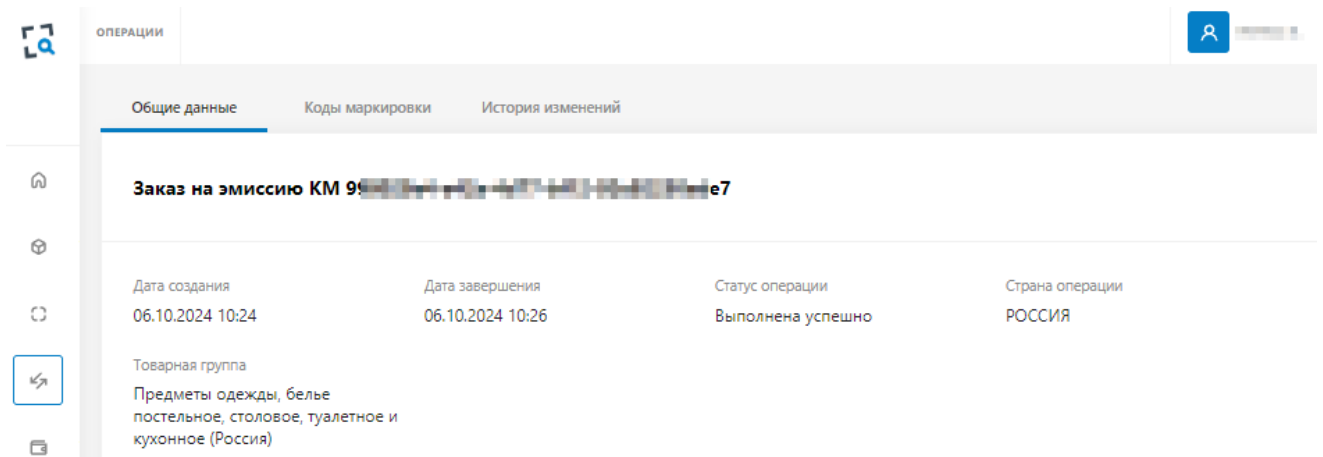 ОПЕРАЦИИ
Общие данные Коды маркировки История изменений
Заказ на эмиссию КМ 99 e7
Дата создания Дата завершения Статус операции Страна операции
06.10.2024 10:24 06.10.2024 10:26 Выполнена успешно РОССИЯ
Товарная группа
Предметы одежды, белье
постельное, столовое, туалетное и
кухонное (Россия)